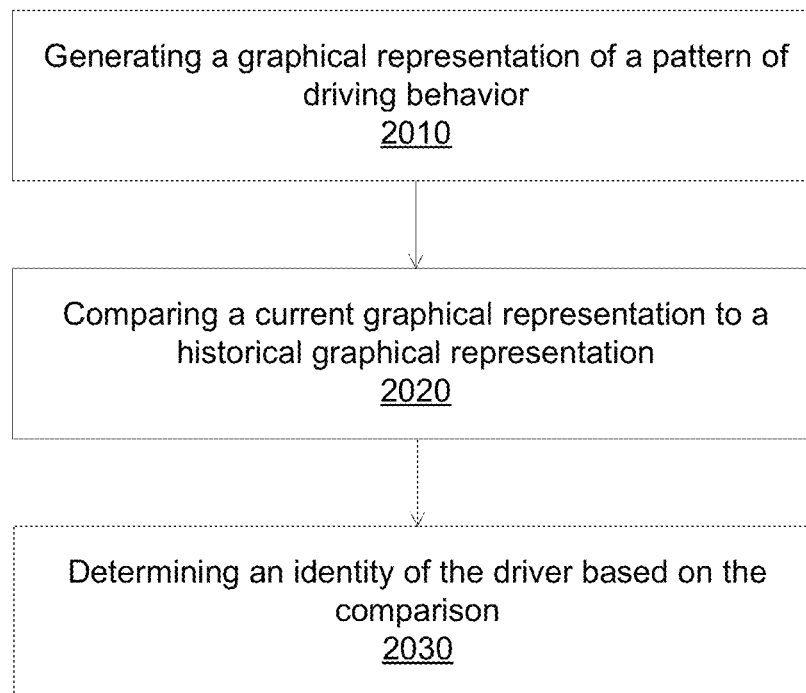 Generating a graphical representation of a pattern of
driving behavior
2010
Comparing a current graphical representation to a
historical graphical representation
2020
Determining an identity of the driver based on the
comparison
2030